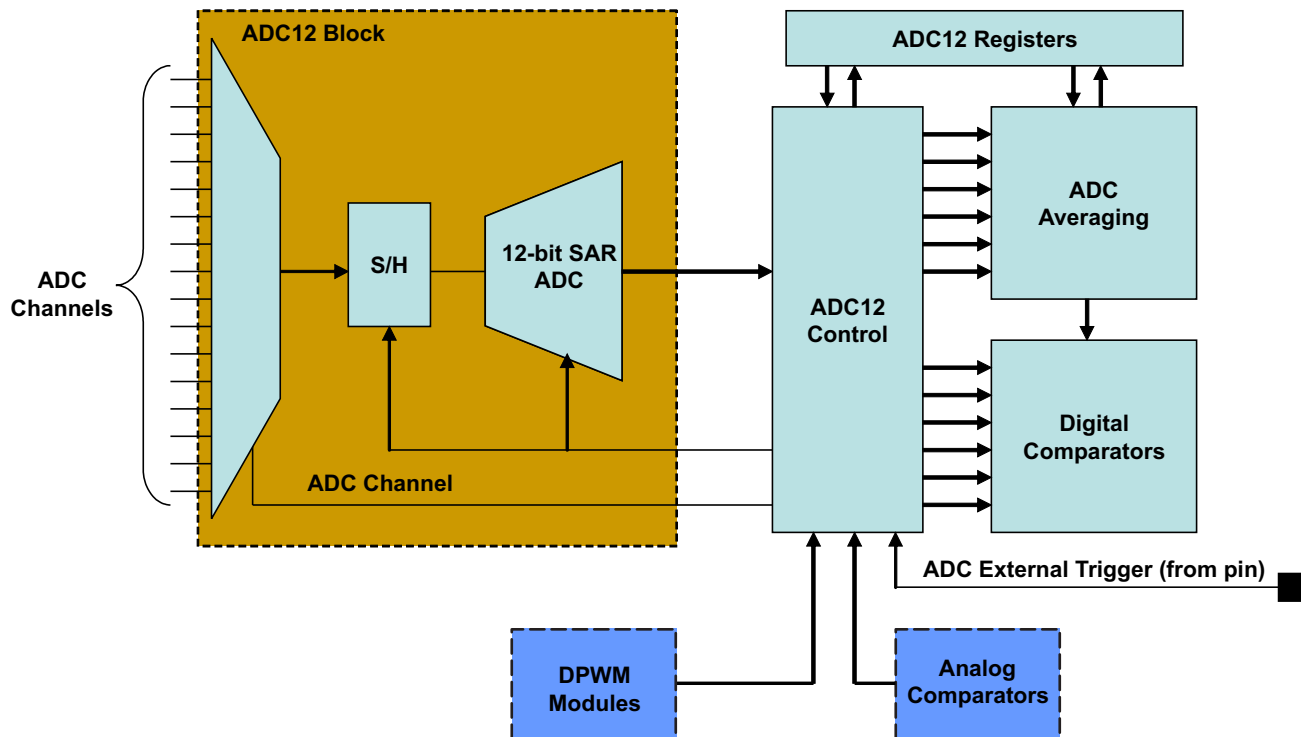 ADC12 Block
ADC12 Registers
ADC
Channels
S/H
12-bit SAR
ADC
ADC12
Control
ADC
Averaging
Digital
Comparators
ADC Channel
ADC External Trigger (from pin)
DPWM
Modules
Analog
Comparators